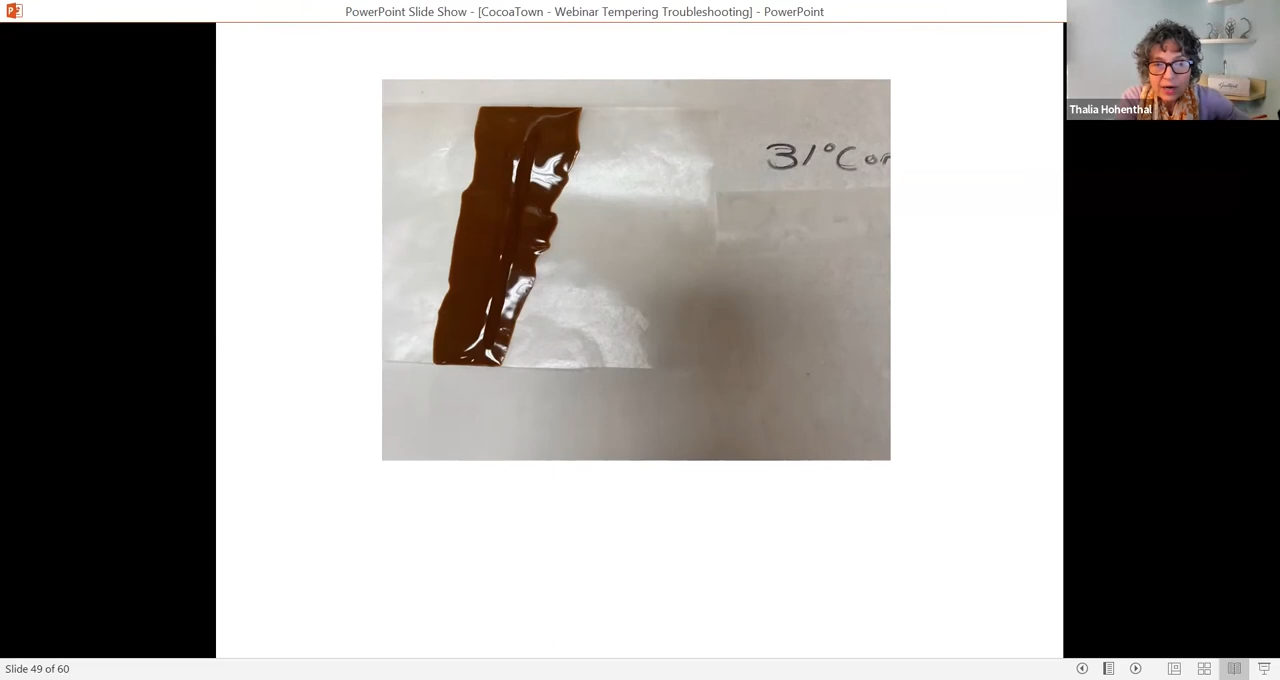 PowerPoint Slide Show - [CocoaTown - Webinar Tempering Troubleshooting] - PowerPoint
Thalia Hohenthal
31°C
Slide 49 of 60